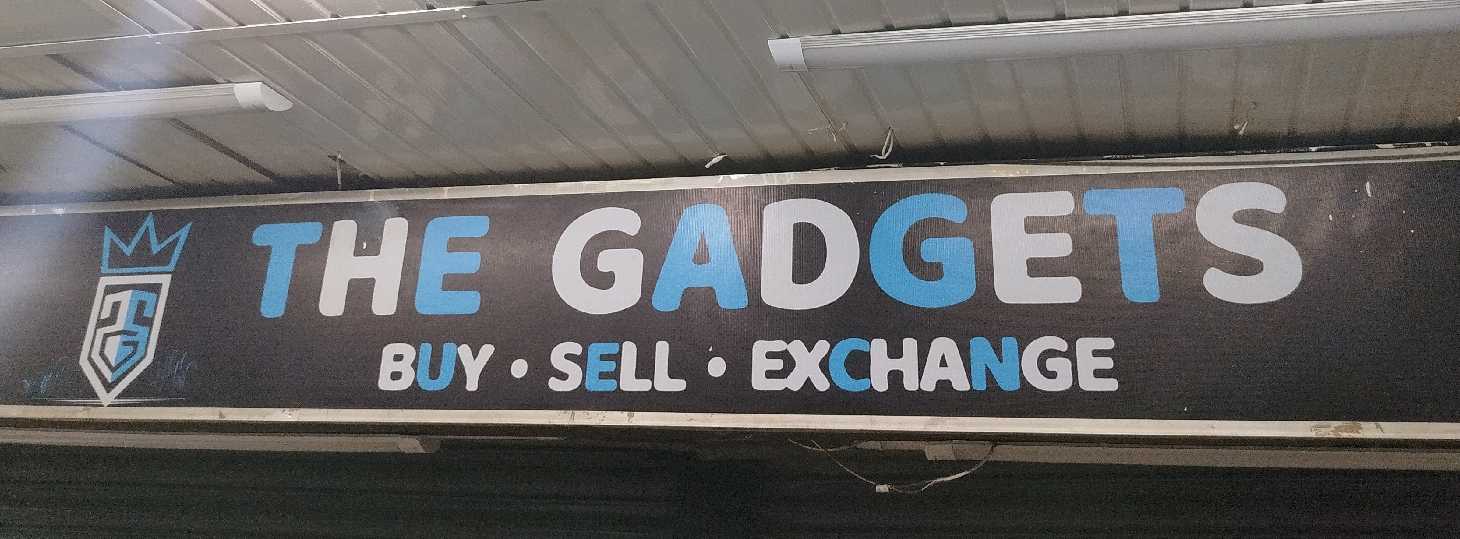 THE GADGETS
BUY • SELL • EXCHANGE